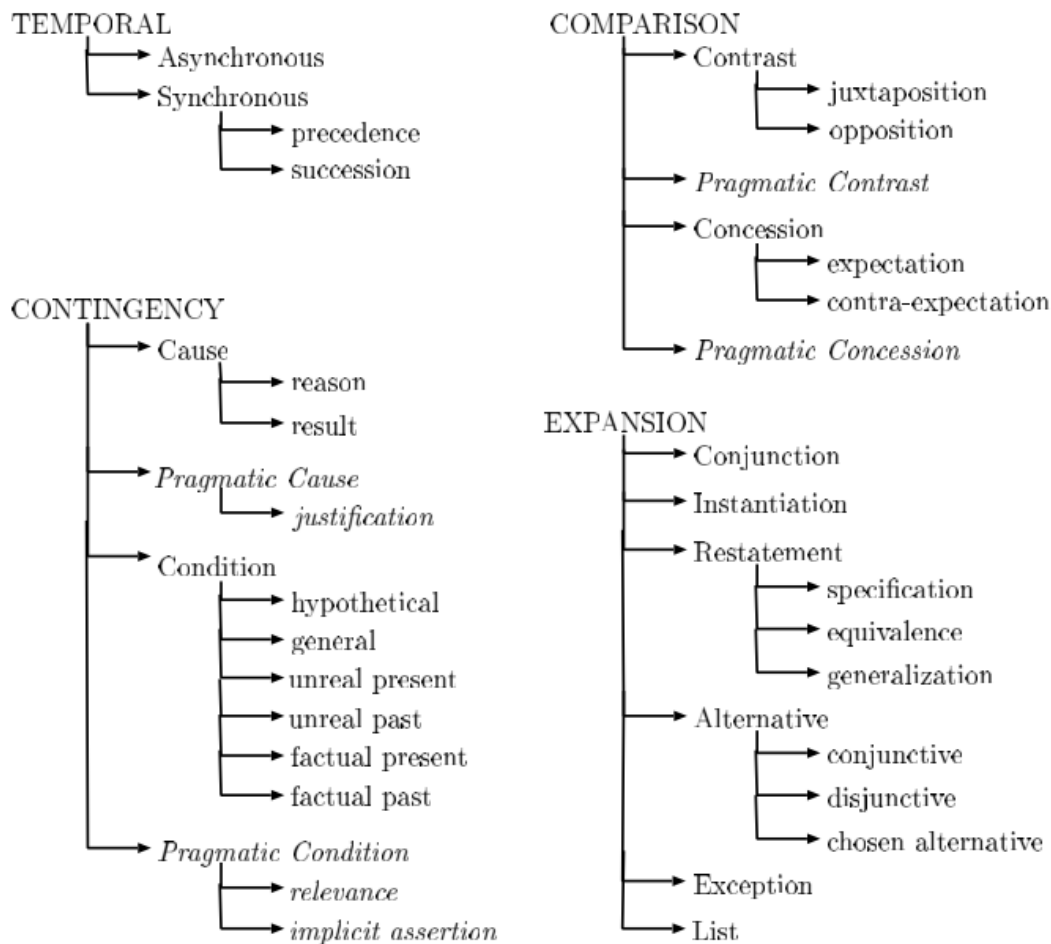 TEMPORAL
Asynchronous
Synchronous
precedence
succession
CONTINGENCY
Cause
reason
result
Pragmatic Cause
justification
Condition
hypothetical
general
unreal present
unreal past
factual present
factual past
Pragmatic Condition
relevance
implicit assertion
COMPARISON
Contrast
juxtaposition
opposition
Pragmatic Contrast
Concession
expectation
contra-expectation
Pragmatic Concession
EXPANSION
Conjunction
Instantiation
Restatement
specification
equivalence
generalization
Alternative
conjunctive
disjunctive
chosen alternative
Exception
List